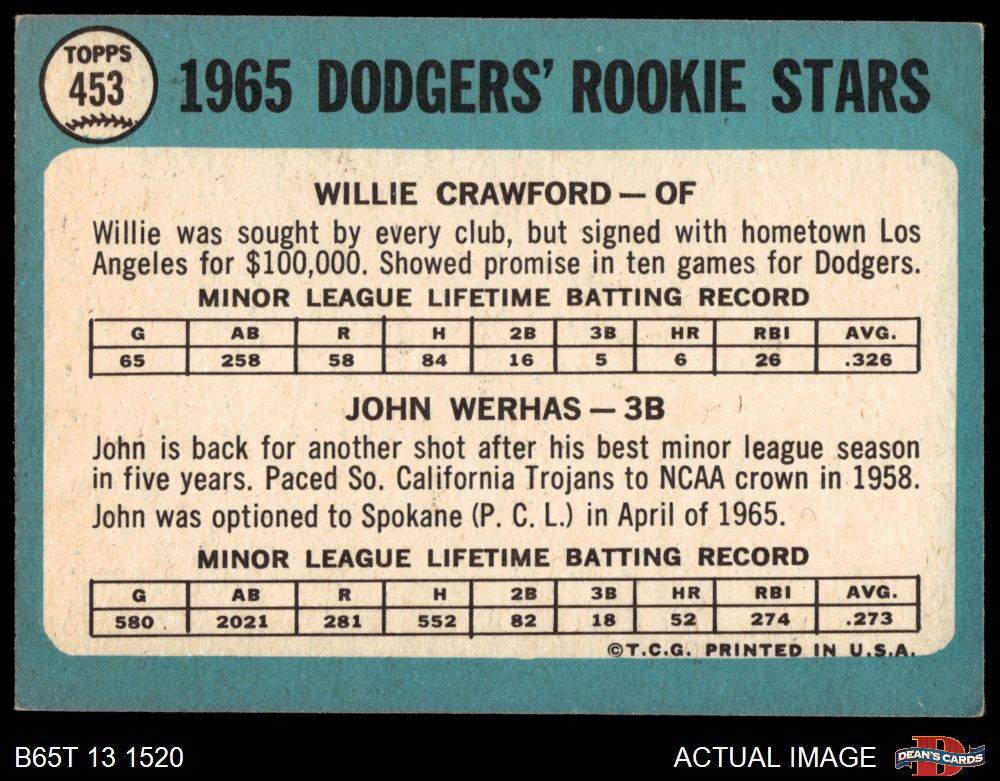 TOPPS
453
1965 DODGERS' ROOKIE STARS
WILLIE CRAWFORD — OF
Willie was sought by every club, but signed with hometown Los
Angeles for $100,000. Showed promise in ten games for Dodgers.
MINOR LEAGUE LIFETIME BATTING RECORD
G AB R H 2B 3B HR RBI AVG.
65 258 58 84 16 5 6 26 .326
JOHN WERHAS — 3B
John is back for another shot after his best minor league season
in five years. Paced So. California Trojans to NCAA crown in 1958.
John was optioned to Spokane (P. C. L.) in April of 1965.
MINOR LEAGUE LIFETIME BATTING RECORD
G AB R H 2B 3B HR RBI AVG.
580 2021 281 552 82 18 52 274 .273
©T.C.G. PRINTED IN U.S.A.
B65T 13 1520
ACTUAL IMAGE
D
DEAN'S CARDS